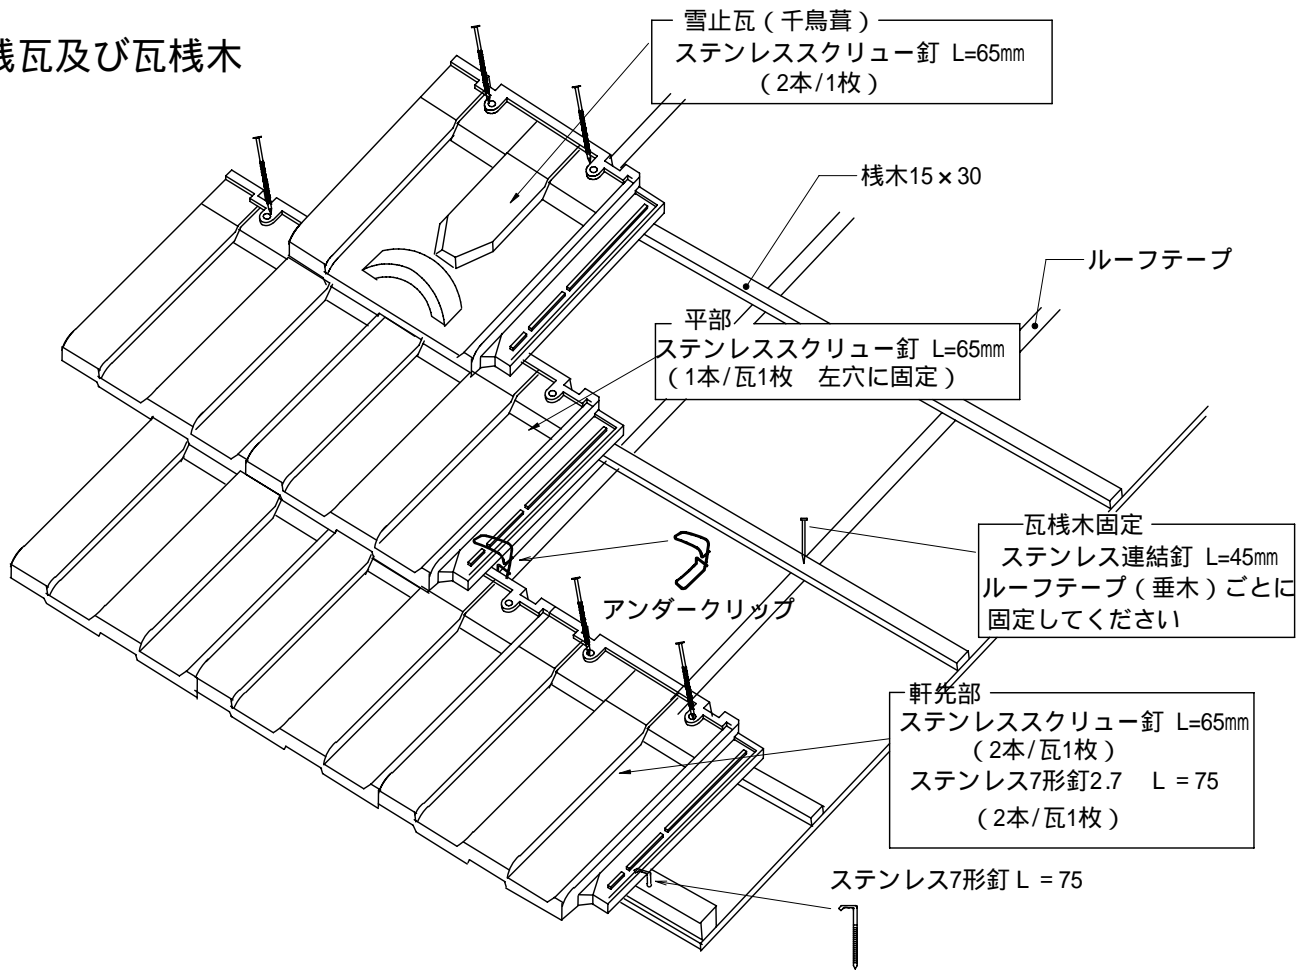 桟瓦及び瓦桟木
雪止瓦（千鳥葺）
ステンレススクリュー釘 L=65mm
（2本/1枚）
桟木15×30
ルーフテープ
平部
ステンレススクリュー釘 L=65mm
（1本/瓦1枚　左穴に固定）
瓦桟木固定
ステンレス連結釘 L=45mm
ルーフテープ（垂木）ごとに
固定してください
アンダークリップ
軒先部
ステンレススクリュー釘 L=65mm
（2本/瓦1枚）
ステンレス7形釘2.7　L = 75
（2本/瓦1枚）
ステンレス7形釘 L = 75